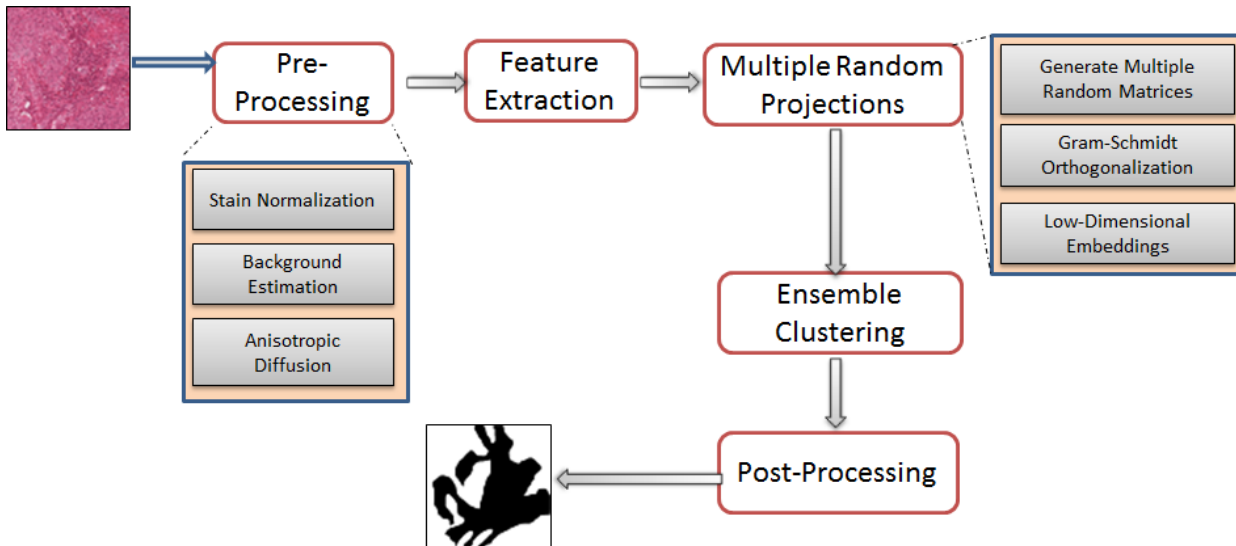 Pre-
Processing
Feature
Extraction
Multiple Random
Projections
Generate Multiple
Random Matrices
Gram-Schmidt
Orthogonalization
Low-Dimensional
Embeddings
Stain Normalization
Background
Estimation
Anisotropic
Diffusion
Ensemble
Clustering
Post-Processing